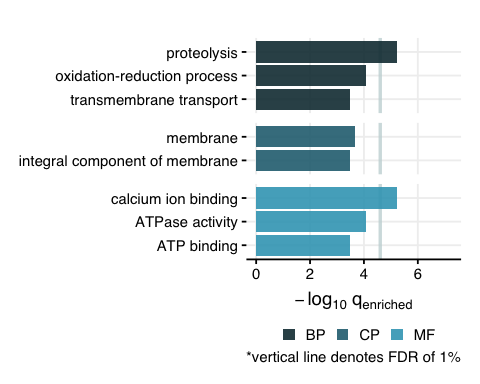 proteolysis
oxidation-reduction process
transmembrane transport
membrane
integral component of membrane
calcium ion binding
ATPase activity
ATP binding
0 2 4 6
−log₁₀ q_enriched
BP CP MF
*vertical line denotes FDR of 1%